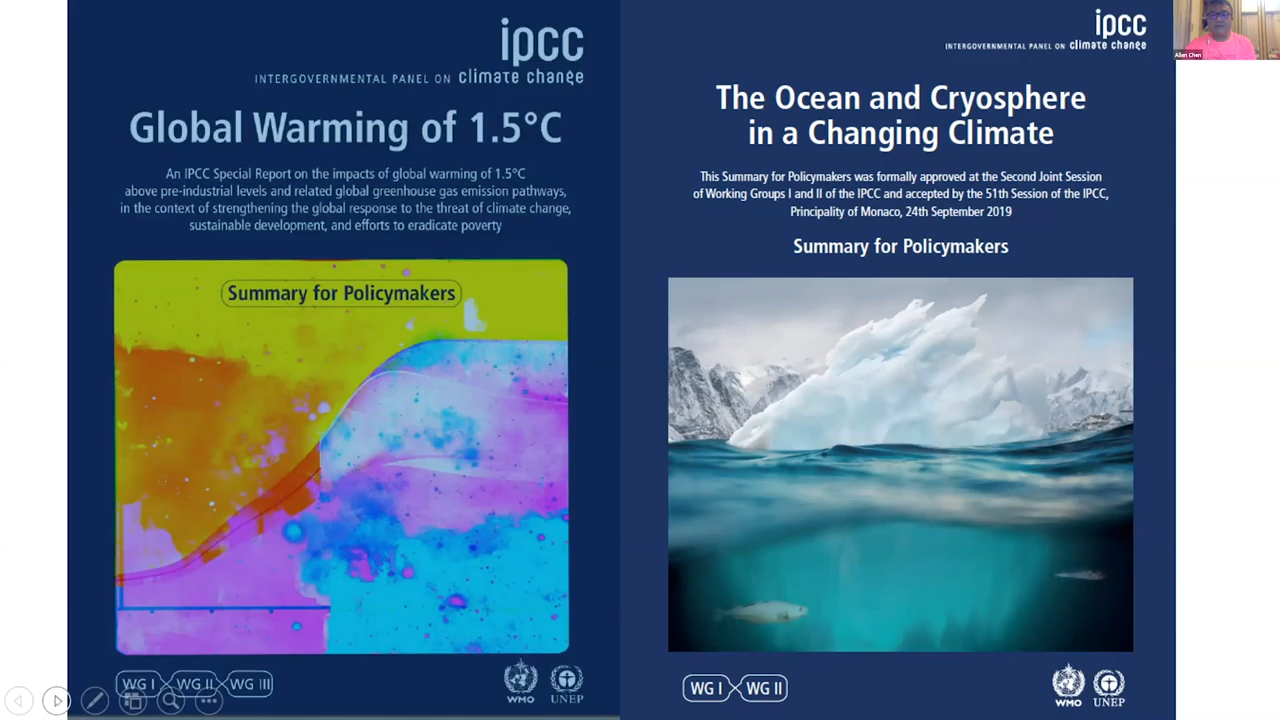 ipcc
INTERGOVERNMENTAL PANEL ON climate change
Global Warming of 1.5°C
An IPCC Special Report on the impacts of global warming of 1.5°C
above pre-industrial levels and related global greenhouse gas emission pathways,
in the context of strengthening the global response to the threat of climate change,
sustainable development, and efforts to eradicate poverty
Summary for Policymakers
WG I WG II WG III
WMO UNEP
ipcc
INTERGOVERNMENTAL PANEL ON climate change
The Ocean and Cryosphere
in a Changing Climate
This Summary for Policymakers was formally approved at the Second Joint Session
of Working Groups I and II of the IPCC and accepted by the 51th Session of the IPCC,
Principality of Monaco, 24th September 2019
Summary for Policymakers
WG I WG II
WMO UNEP
Allen Chen